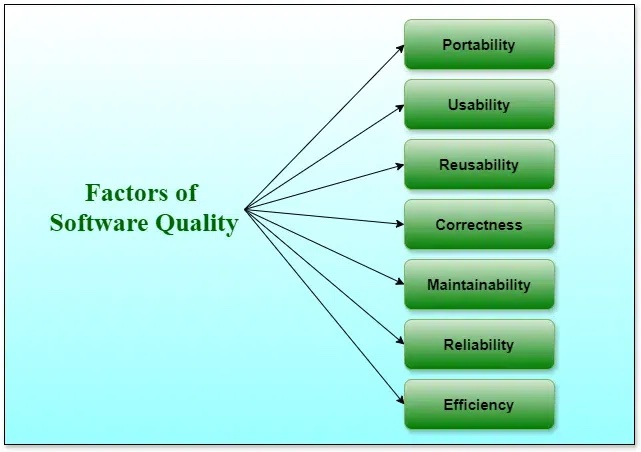 Factors of
Software Quality
Portability
Usability
Reusability
Correctness
Maintainability
Reliability
Efficiency